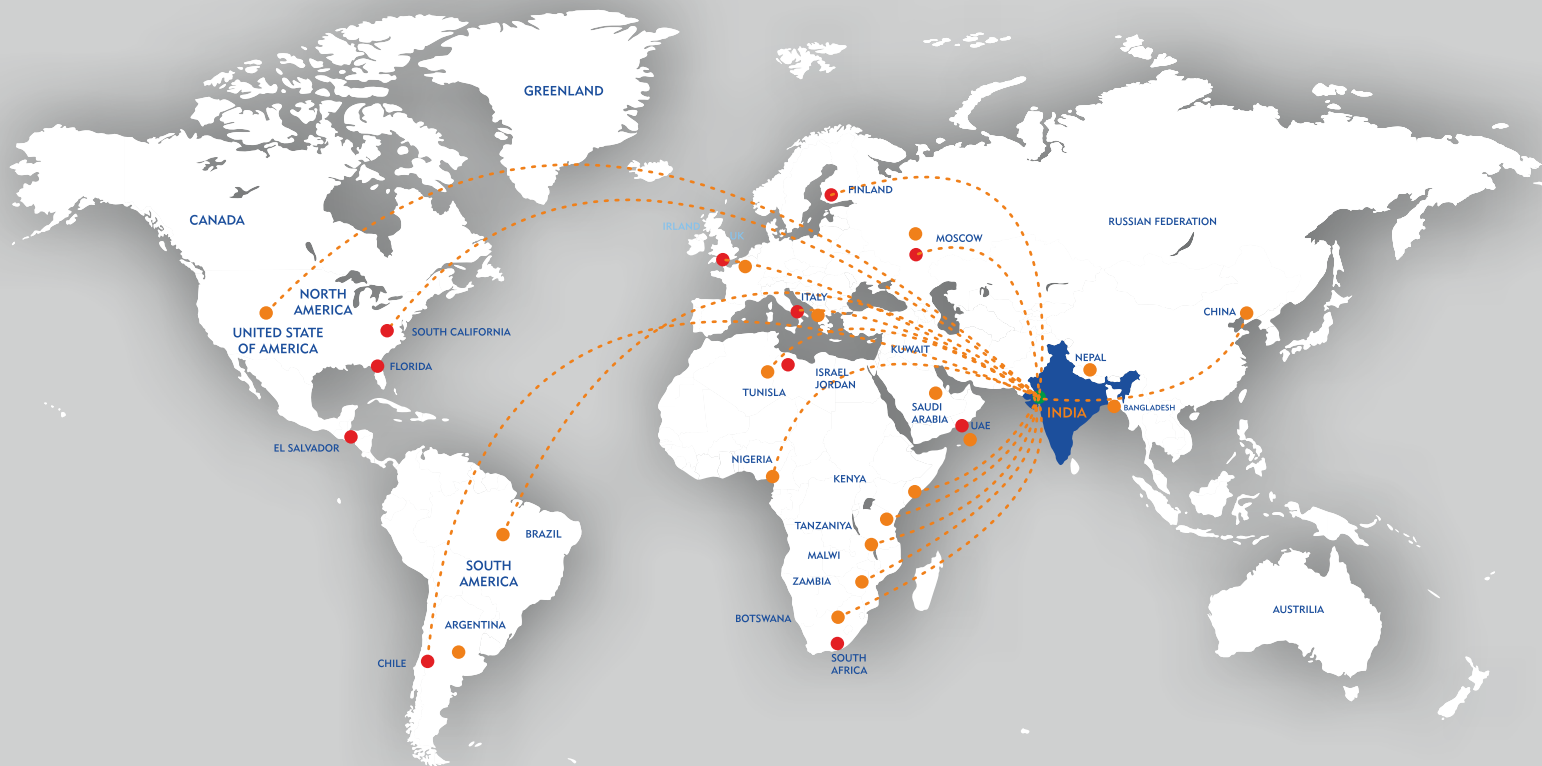 GREENLAND
FINLAND
CANADA
IRLAND
UK
RUSSIAN FEDERATION
MOSCOW
NORTH
AMERICA
ITALY
CHINA
UNITED STATE
OF AMERICA
SOUTH CALIFORNIA
KUWAIT
NEPAL
FLORIDA
ISRAEL
JORDAN
TUNISLA
SAUDI
ARABIA
INDIA
BANGLADESH
UAE
EL SALVADOR
NIGERIA
KENYA
TANZANIYA
BRAZIL
MALWI
SOUTH
AMERICA
ZAMBIA
AUSTRILIA
BOTSWANA
ARGENTINA
CHILE
SOUTH
AFRICA